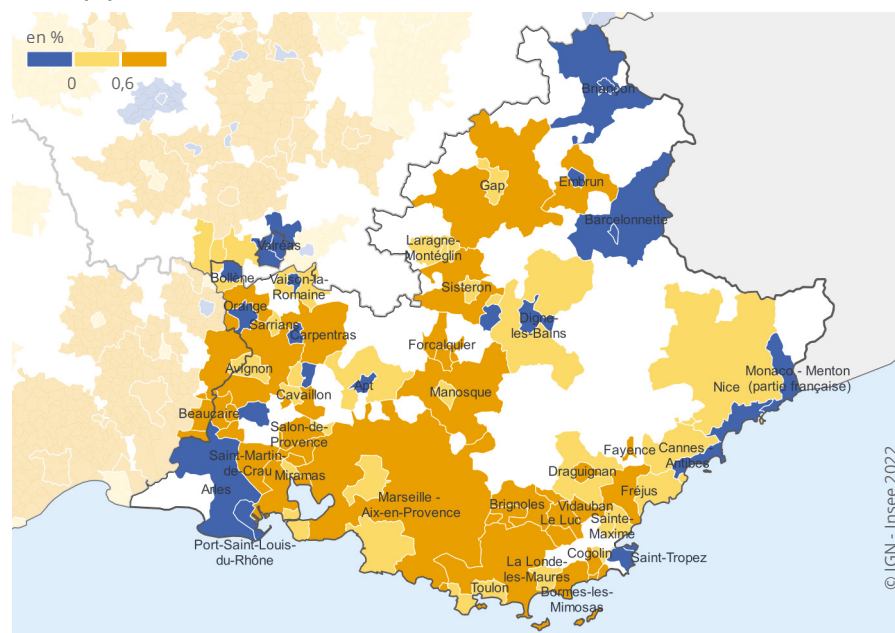 en %
0 0,6
Briançon
Gap
Embrun
Barcelonnette
Valréas
Laragne-
Montéglin
Bollène
Vaison-la-
Romaine
Sisteron
Orange
Sarrians
Carpentras
Digne-
les-Bains
Forcalquier
Avignon
Cavaillon
Apt
Manosque
Nice
Monaco - Menton
(partie française)
Beaucaire
Salon-de-
Provence
Saint-Martin-
de-Crau
Miramas
Arles
Marseille -
Aix-en-Provence
Draguignan
Fayence
Cannes -
Antibes
Fréjus
Brignoles
Vidauban
Le Luc
Sainte-
Maxime
Cogolin
Saint-Tropez
Port-Saint-Louis-
du-Rhône
La Londe-
les-Maures
Toulon
Bormes-les-
Mimosas
© IGN - Insee 2022